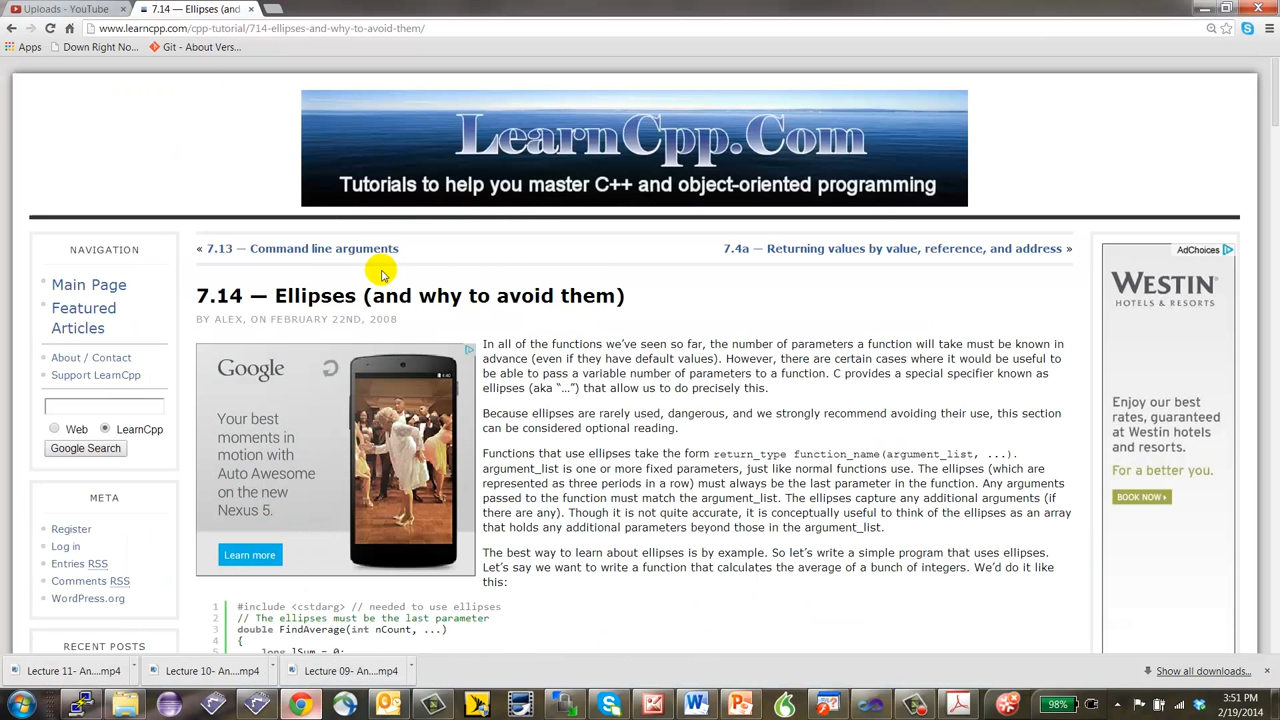 Uploads - YouTube
7.14 — Ellipses (and
www.learncpp.com/cpp-tutorial/714-ellipses-and-why-to-avoid-them/
Apps
Down Right No...
Git - About Vers...
LearnCpp.Com
Tutorials to help you master C++ and object-oriented programming
NAVIGATION
Main Page
Featured
Articles
About / Contact
Support LearnCpp
Web
LearnCpp
Google Search
META
Register
Log in
Entries RSS
Comments RSS
WordPress.org
RECENT POSTS
« 7.13 — Command line arguments
7.4a — Returning values by value, reference, and address »
7.14 — Ellipses (and why to avoid them)
BY ALEX, ON FEBRUARY 22ND, 2008
Google
Your best
moments in
motion with
Auto Awesome
on the new
Nexus 5.
Learn more
In all of the functions we've seen so far, the number of parameters a function will take must be known in
advance (even if they have default values). However, there are certain cases where it would be useful to
be able to pass a variable number of parameters to a function. C provides a special specifier known as
ellipses (aka "...") that allow us to do precisely this.
Because ellipses are rarely used, dangerous, and we strongly recommend avoiding their use, this section
can be considered optional reading.
Functions that use ellipses take the form return_type function_name(argument_list, ...).
argument_list is one or more fixed parameters, just like normal functions use. The ellipses (which are
represented as three periods in a row) must always be the last parameter in the function. Any arguments
passed to the function must match the argument_list. The ellipses capture any additional arguments (if
there are any). Though it is not quite accurate, it is conceptually useful to think of the ellipses as an array
that holds any additional parameters beyond those in the argument_list.
The best way to learn about ellipses is by example. So let's write a simple program that uses ellipses.
Let's say we want to write a function that calculates the average of a bunch of integers. We'd do it like
this:
1 #include <cstdarg> // needed to use ellipses
2 // The ellipses must be the last parameter
3 double FindAverage(int nCount, ...)
4 {
5 long lSum = 0;
AdChoices
WESTIN
HOTELS & RESORTS
Enjoy our best
rates, guaranteed
at Westin hotels
and resorts.
For a better you.
BOOK NOW
Lecture 11- An....mp4
Lecture 10- An....mp4
Lecture 09- An....mp4
Show all downloads...
98%
3:51 PM
2/19/2014